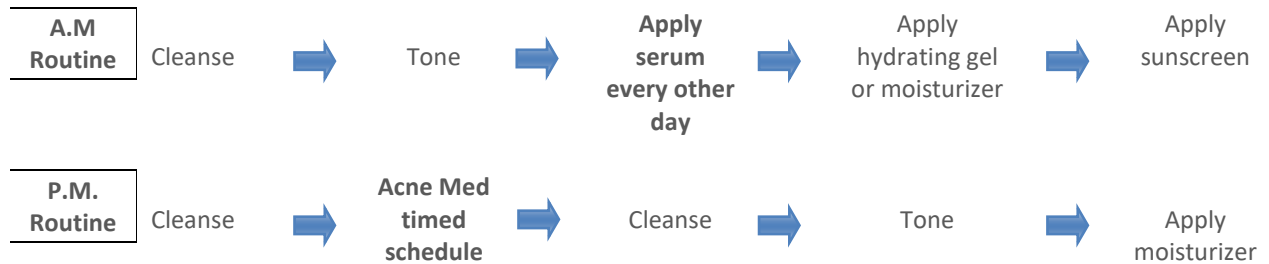 A.M
Routine
Cleanse
Tone
Apply
serum
every other
day
Apply
hydrating gel
or moisturizer
Apply
sunscreen
P.M.
Routine
Cleanse
Acne Med
timed
schedule
Cleanse
Tone
Apply
moisturizer